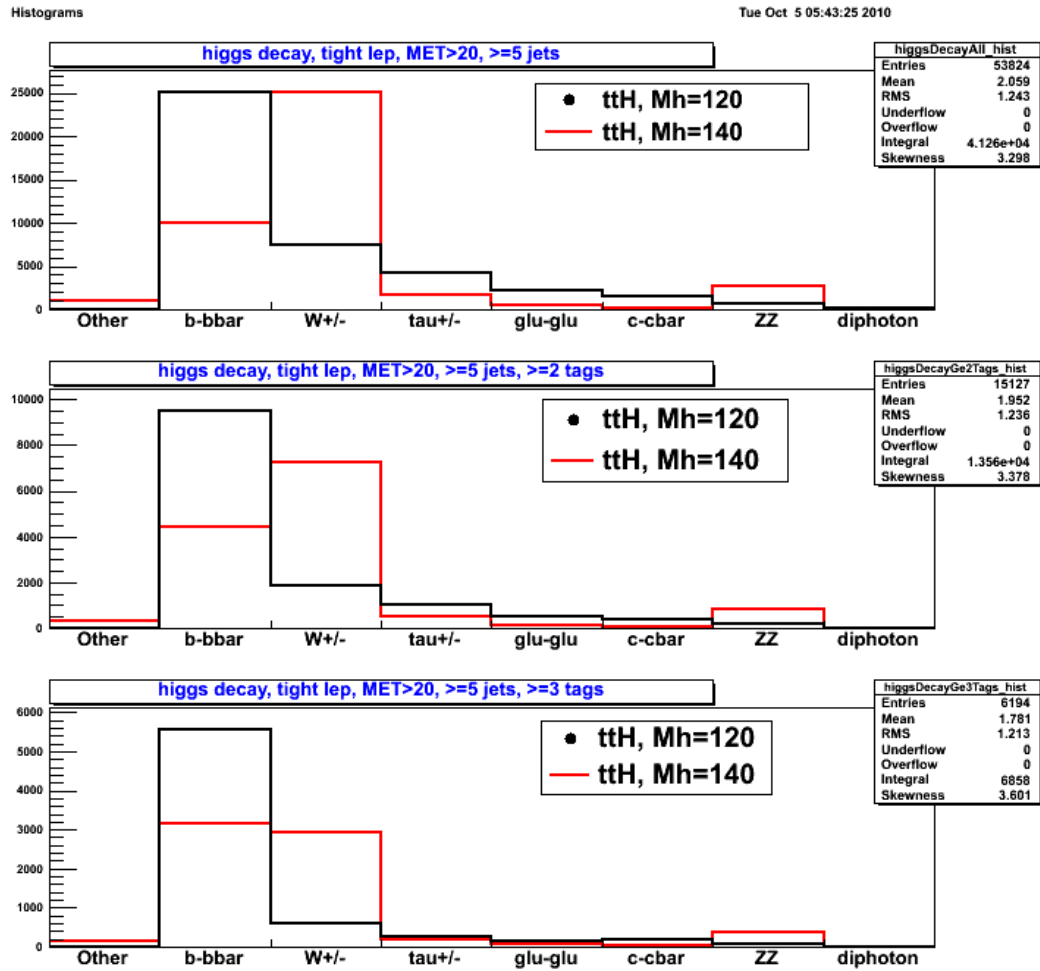 Histograms
Tue Oct 5 05:43:25 2010
higgs decay, tight lep, MET>20, >=5 jets
higgsDecayAll_hist
Entries 53824
Mean 2.059
RMS 1.243
Underflow 0
Overflow 0
Integral 4.126e+04
Skewness 3.298
ttH, Mh=120
ttH, Mh=140
25000
20000
15000
10000
5000
0
Other b-bbar W+/- tau+/- glu-glu c-cbar ZZ diphoton
higgs decay, tight lep, MET>20, >=5 jets, >=2 tags
higgsDecayGe2Tags_hist
Entries 15127
Mean 1.952
RMS 1.236
Underflow 0
Overflow 0
Integral 1.356e+04
Skewness 3.378
ttH, Mh=120
ttH, Mh=140
10000
8000
6000
4000
2000
0
Other b-bbar W+/- tau+/- glu-glu c-cbar ZZ diphoton
higgs decay, tight lep, MET>20, >=5 jets, >=3 tags
higgsDecayGe3Tags_hist
Entries 6194
Mean 1.781
RMS 1.213
Underflow 0
Overflow 0
Integral 6858
Skewness 3.601
ttH, Mh=120
ttH, Mh=140
6000
5000
4000
3000
2000
1000
0
Other b-bbar W+/- tau+/- glu-glu c-cbar ZZ diphoton